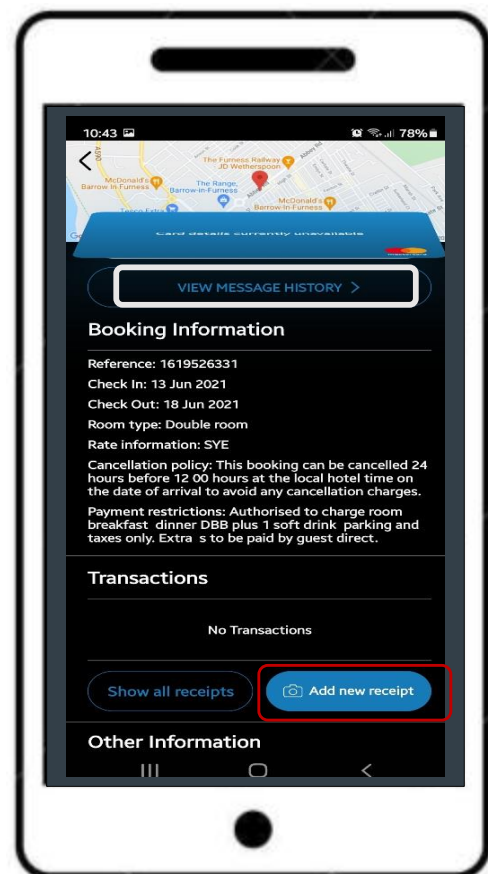 10:43
78%
The Furness Railway
JD Wetherspoon
Abbey Rd
McDonald's
Barrow In Furness
The Range,
Barrow-in-Furness
McDonald's
Barrow In Furness
Tesco Extra
Card details currently unavailable
VIEW MESSAGE HISTORY >
Booking Information
Reference: 1619526331
Check In: 13 Jun 2021
Check Out: 18 Jun 2021
Room type: Double room
Rate information: SYE
Cancellation policy: This booking can be cancelled 24
hours before 12 00 hours at the local hotel time on
the date of arrival to avoid any cancellation charges.
Payment restrictions: Authorised to charge room
breakfast dinner DBB plus 1 soft drink parking and
taxes only. Extra s to be paid by guest direct.
Transactions
No Transactions
Show all receipts
Add new receipt
Other Information